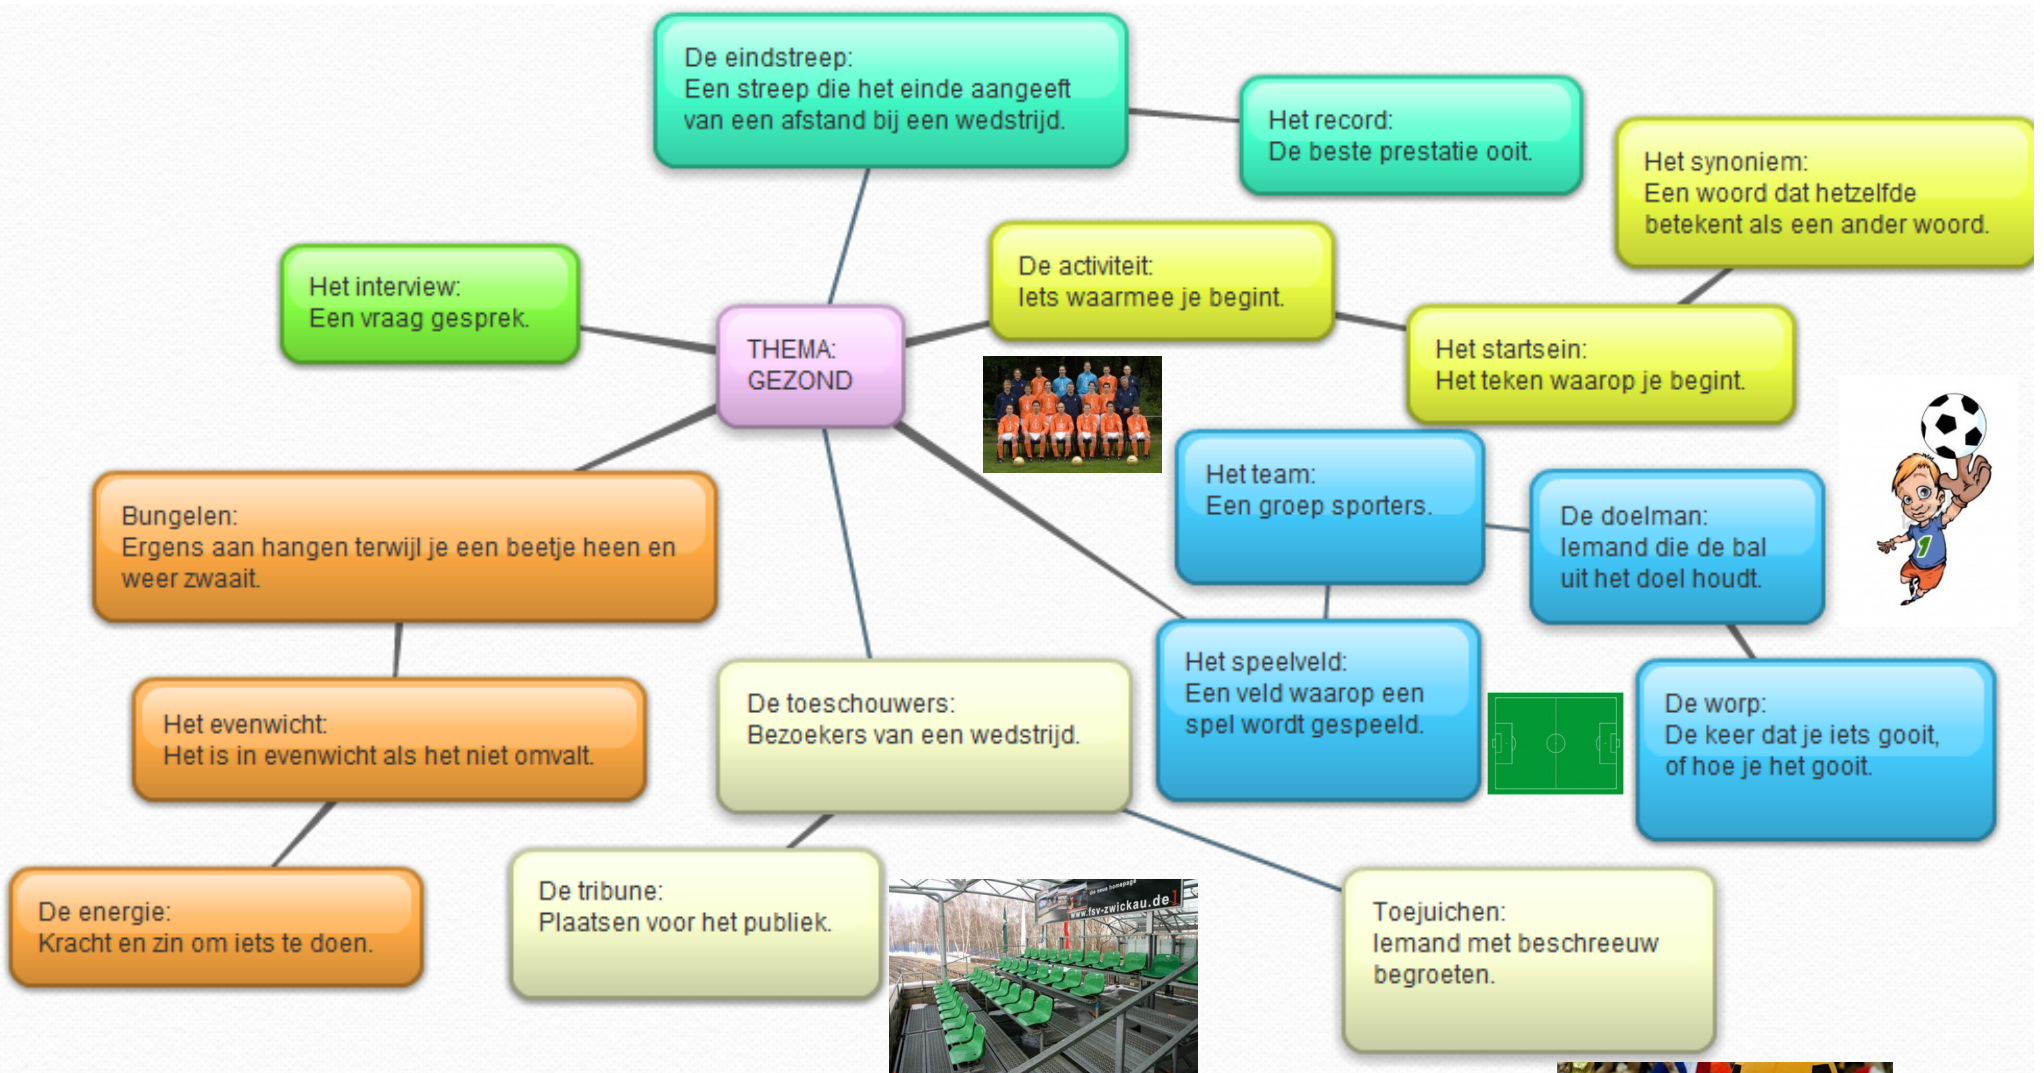 De eindstreep:
Een streep die het einde aangeeft
van een afstand bij een wedstrijd.
Het record:
De beste prestatie ooit.
Het synoniem:
Een woord dat hetzelfde
betekent als een ander woord.
Het interview:
Een vraag gesprek.
De activiteit:
Iets waarmee je begint.
THEMA:
GEZOND
Het startsein:
Het teken waarop je begint.
Bungelen:
Ergens aan hangen terwijl je een beetje heen en
weer zwaait.
Het team:
Een groep sporters.
De doelman:
Iemand die de bal
uit het doel houdt.
1
Het evenwicht:
Het is in evenwicht als het niet omvalt.
De toeschouwers:
Bezoekers van een wedstrijd.
Het speelveld:
Een veld waarop een
spel wordt gespeeld.
De worp:
De keer dat je iets gooit,
of hoe je het gooit.
De energie:
Kracht en zin om iets te doen.
De tribune:
Plaatsen voor het publiek.
die neue homepage
www.fsv-zwickau.de
Toejuichen:
Iemand met beschreeuw
begroeten.